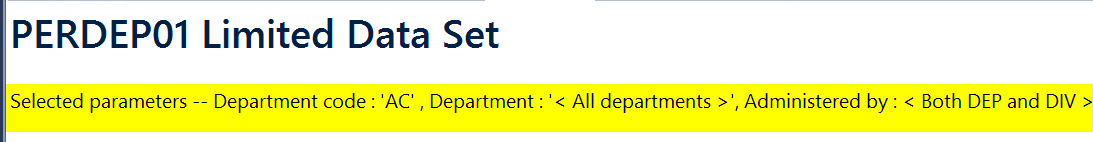 PERDEP01 Limited Data Set
Selected parameters -- Department code : 'AC' , Department : '< All departments >', Administered by : < Both DEP and DIV >